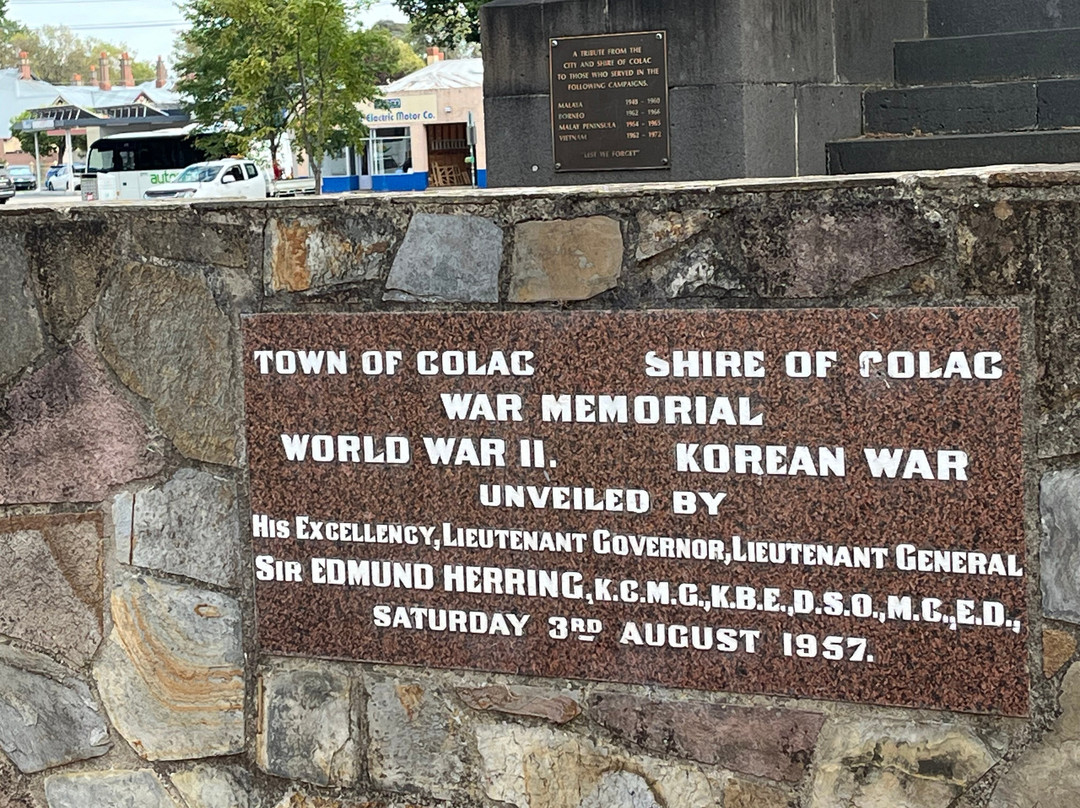 A TRIBUTE FROM THE
CITY AND SHIRE OF COLAC
TO THOSE WHO SERVED IN THE
FOLLOWING CAMPAIGNS.
MALAYA 1948 - 1960
BORNEO 1962 - 1966
MALAY PENINSULA 1964 - 1965
VIETNAM 1962 - 1972
"LEST WE FORGET"
Electric Motor Co.
TOWN OF COLAC SHIRE OF COLAC
WAR MEMORIAL
WORLD WAR II. KOREAN WAR
UNVEILED BY
HIS EXCELLENCY, LIEUTENANT GOVERNOR, LIEUTENANT GENERAL
SIR EDMUND HERRING, K.C.M.G., K.B.E., D.S.O., M.C., E.D.,
SATURDAY 3RD AUGUST 1957.